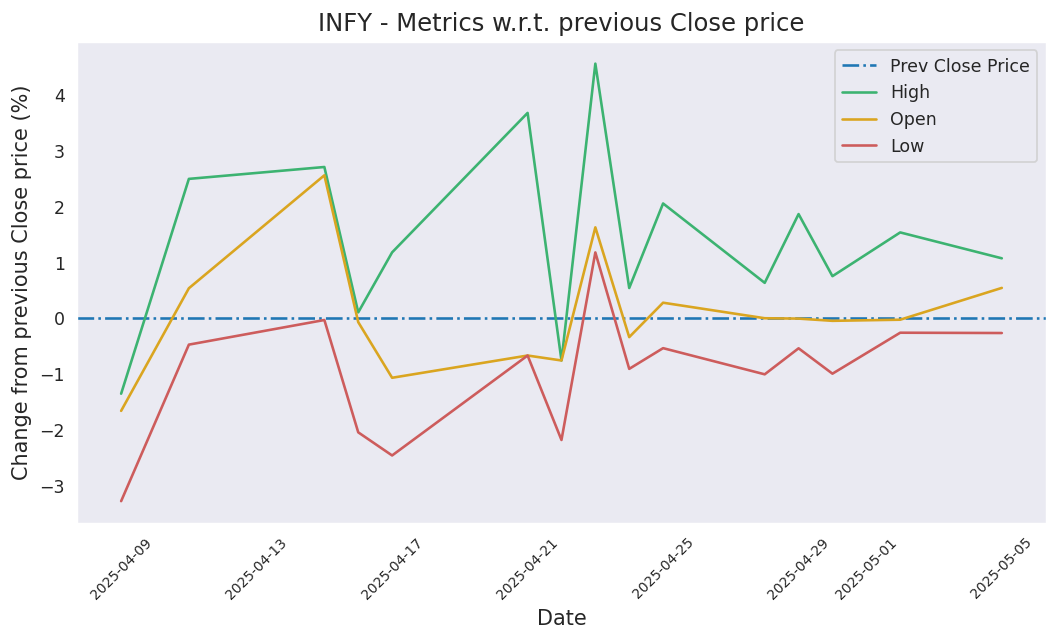 INFY - Metrics w.r.t. previous Close price
Change from previous Close price (%)
4
3
2
1
0
−1
−2
−3
Prev Close Price
High
Open
Low
2025-04-09
2025-04-13
2025-04-17
2025-04-21
2025-04-25
2025-04-29
2025-05-01
2025-05-05
Date